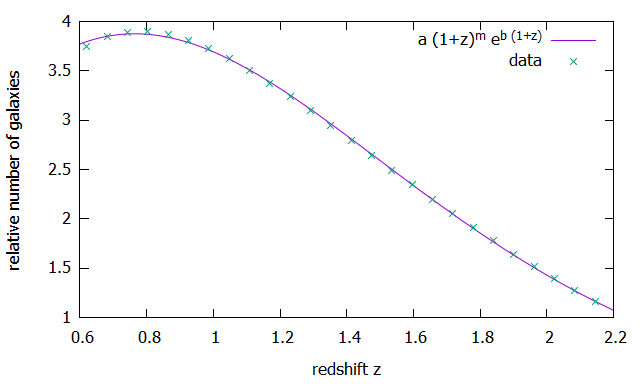 4
3.5
3
2.5
2
1.5
1
0.6 0.8 1 1.2 1.4 1.6 1.8 2 2.2
relative number of galaxies
redshift z
a (1+z)^m e^b (1+z)
data